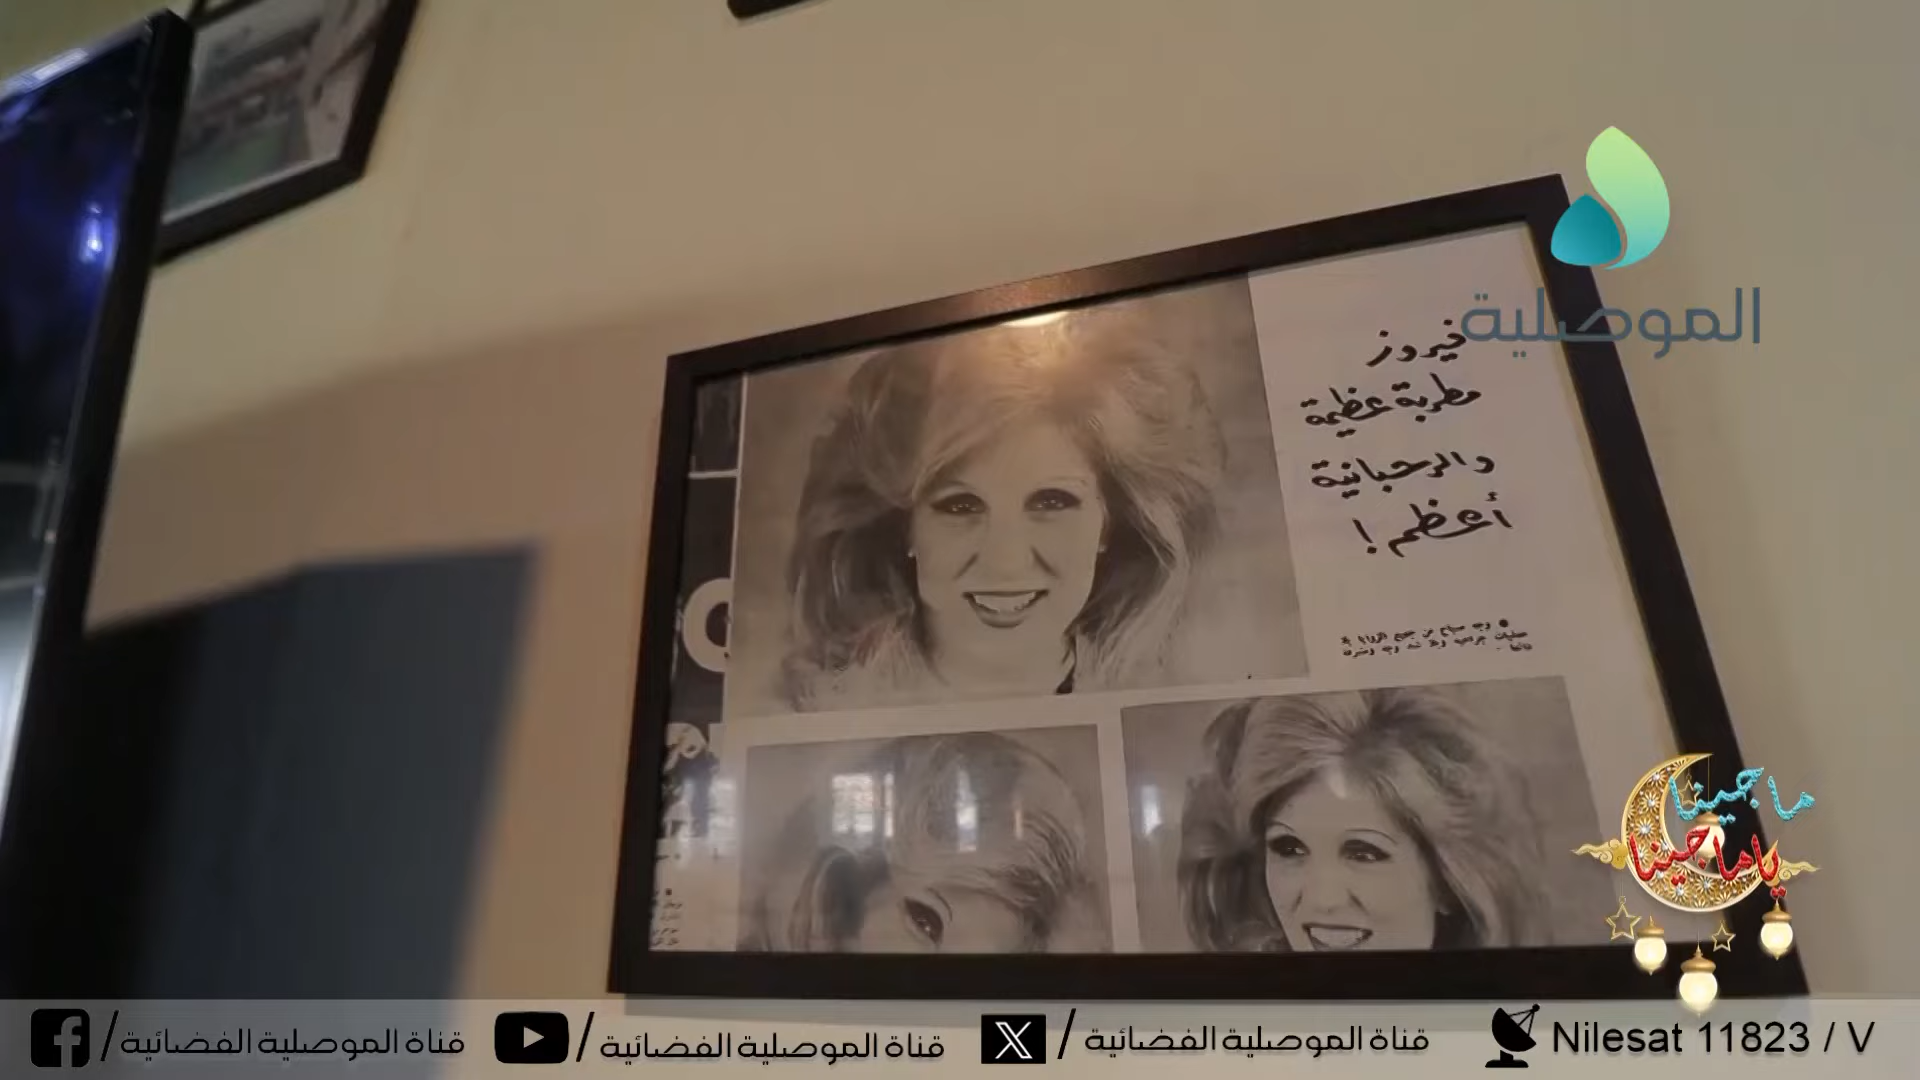 الموصلية
فيروز
مطربة عظيمة
والرحبانية
أعظم !
ما جينا
يا ما جينا
قناة الموصلية الفضائية/
قناة الموصلية الفضائية/
قناة الموصلية الفضائية/
Nilesat 11823 / V